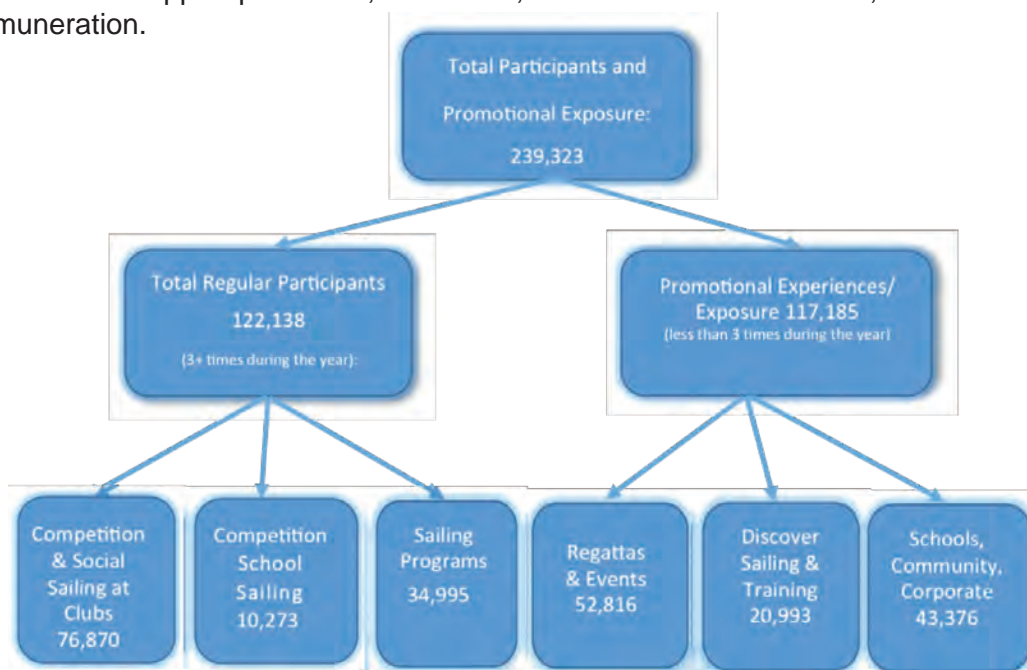 muneration.
Total Participants and
Promotional Exposure:
239,323
Total Regular Participants
122,138
(3+ times during the year):
Promotional Experiences/
Exposure 117,185
(less than 3 times during the year)
Competition
& Social
Sailing at
Clubs
76,870
Competition
School
Sailing
10,273
Sailing
Programs
34,995
Regattas
& Events
52,816
Discover
Sailing &
Training
20,993
Schools,
Community,
Corporate
43,376